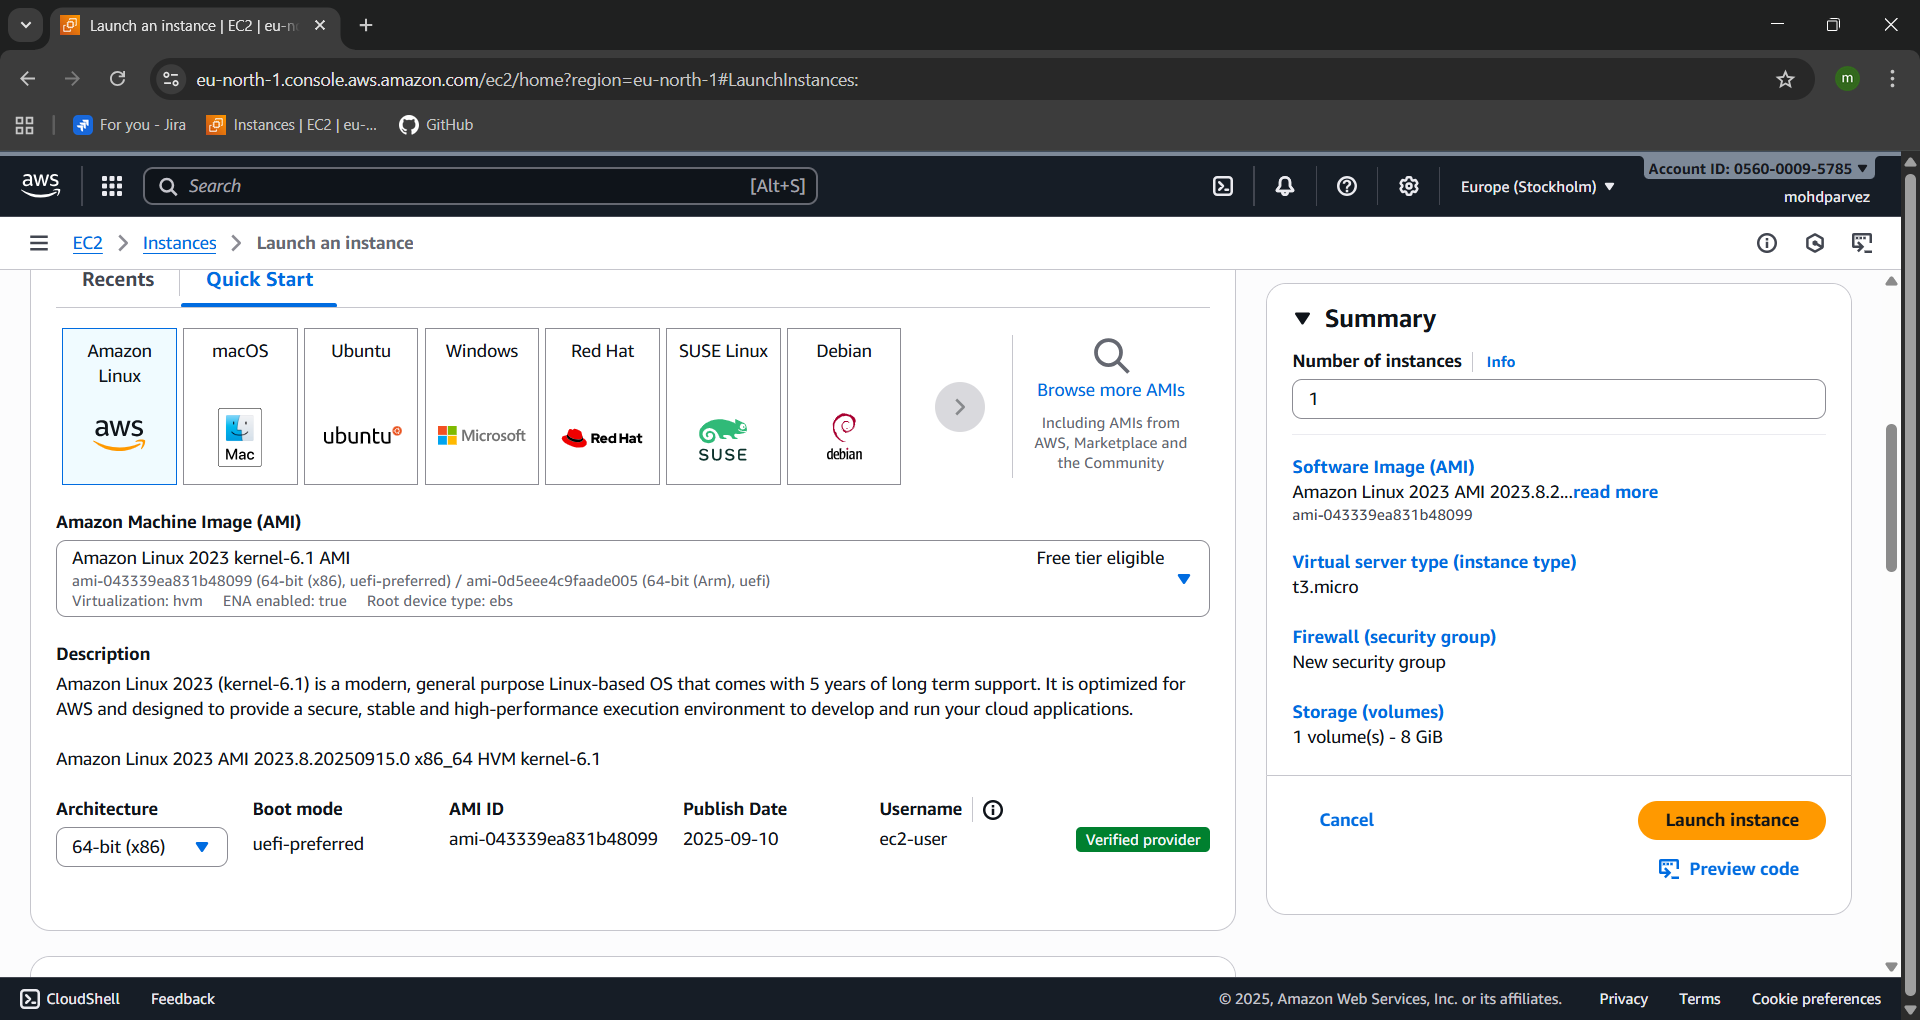 Launch an instance | EC2 | eu-n
eu-north-1.console.aws.amazon.com/ec2/home?region=eu-north-1#LaunchInstances:
m
For you - Jira
Instances | EC2 | eu-...
GitHub
aws
Search
[Alt+S]
Europe (Stockholm)
Account ID: 0560-0009-5785
mohdparvez
EC2
Instances
Launch an instance
Recents
Quick Start
Amazon
Linux
aws
macOS
Mac
Ubuntu
ubuntu
Windows
Microsoft
Red Hat
Red Hat
SUSE Linux
SUSE
Debian
debian
Browse more AMIs
Including AMIs from
AWS, Marketplace and
the Community
Amazon Machine Image (AMI)
Amazon Linux 2023 kernel-6.1 AMI
Free tier eligible
ami-043339ea831b48099 (64-bit (x86), uefi-preferred) / ami-0d5eee4c9faade005 (64-bit (Arm), uefi)
Virtualization: hvm ENA enabled: true Root device type: ebs
Description
Amazon Linux 2023 (kernel-6.1) is a modern, general purpose Linux-based OS that comes with 5 years of long term support. It is optimized for
AWS and designed to provide a secure, stable and high-performance execution environment to develop and run your cloud applications.
Amazon Linux 2023 AMI 2023.8.20250915.0 x86_64 HVM kernel-6.1
Architecture
64-bit (x86)
Boot mode
uefi-preferred
AMI ID
ami-043339ea831b48099
Publish Date
2025-09-10
Username
ec2-user
Verified provider
Summary
Number of instances
Info
1
Software Image (AMI)
Amazon Linux 2023 AMI 2023.8.2...read more
ami-043339ea831b48099
Virtual server type (instance type)
t3.micro
Firewall (security group)
New security group
Storage (volumes)
1 volume(s) - 8 GiB
Cancel
Launch instance
Preview code
CloudShell
Feedback
© 2025, Amazon Web Services, Inc. or its affiliates.
Privacy
Terms
Cookie preferences